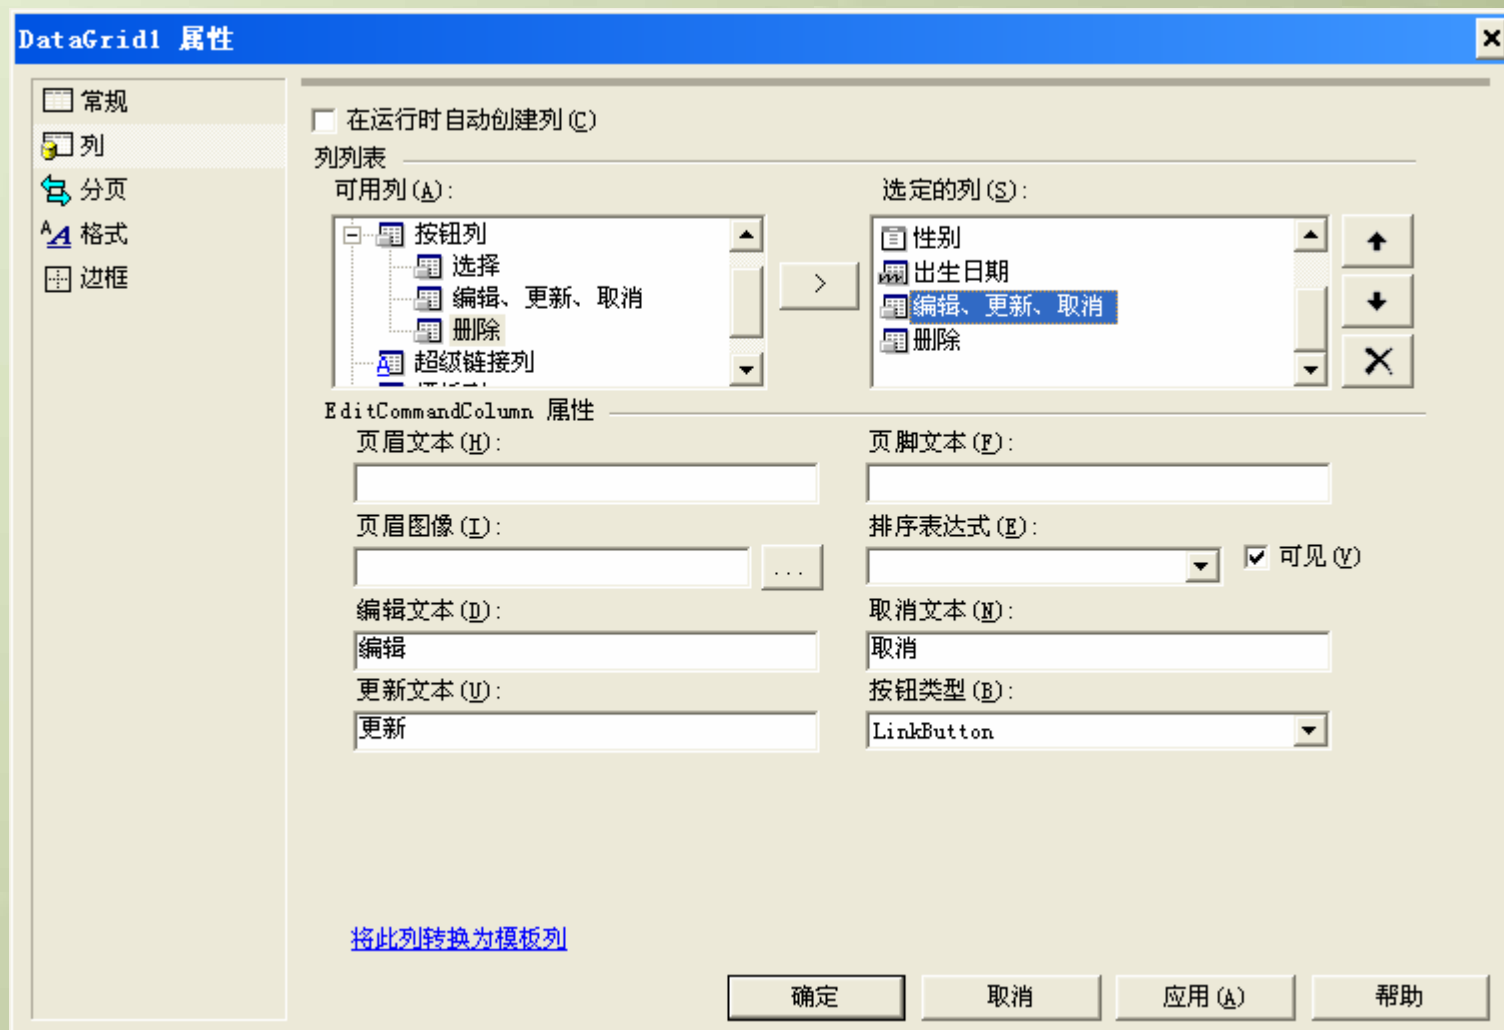 DataGrid1 属性
常规
列
分页
格式
边框
在运行时自动创建列(C)
列列表
可用列(A):
按钮列
选择
编辑、更新、取消
删除
超级链接列
>
选定的列(S):
性别
出生日期
编辑、更新、取消
删除
EditCommandColumn 属性
页眉文本(H):
页脚文本(F):
页眉图像(I):
...
排序表达式(E):
可见(V)
编辑文本(D):
编辑
取消文本(N):
取消
更新文本(U):
更新
按钮类型(B):
LinkButton
将此列转换为模板列
确定
取消
应用(A)
帮助